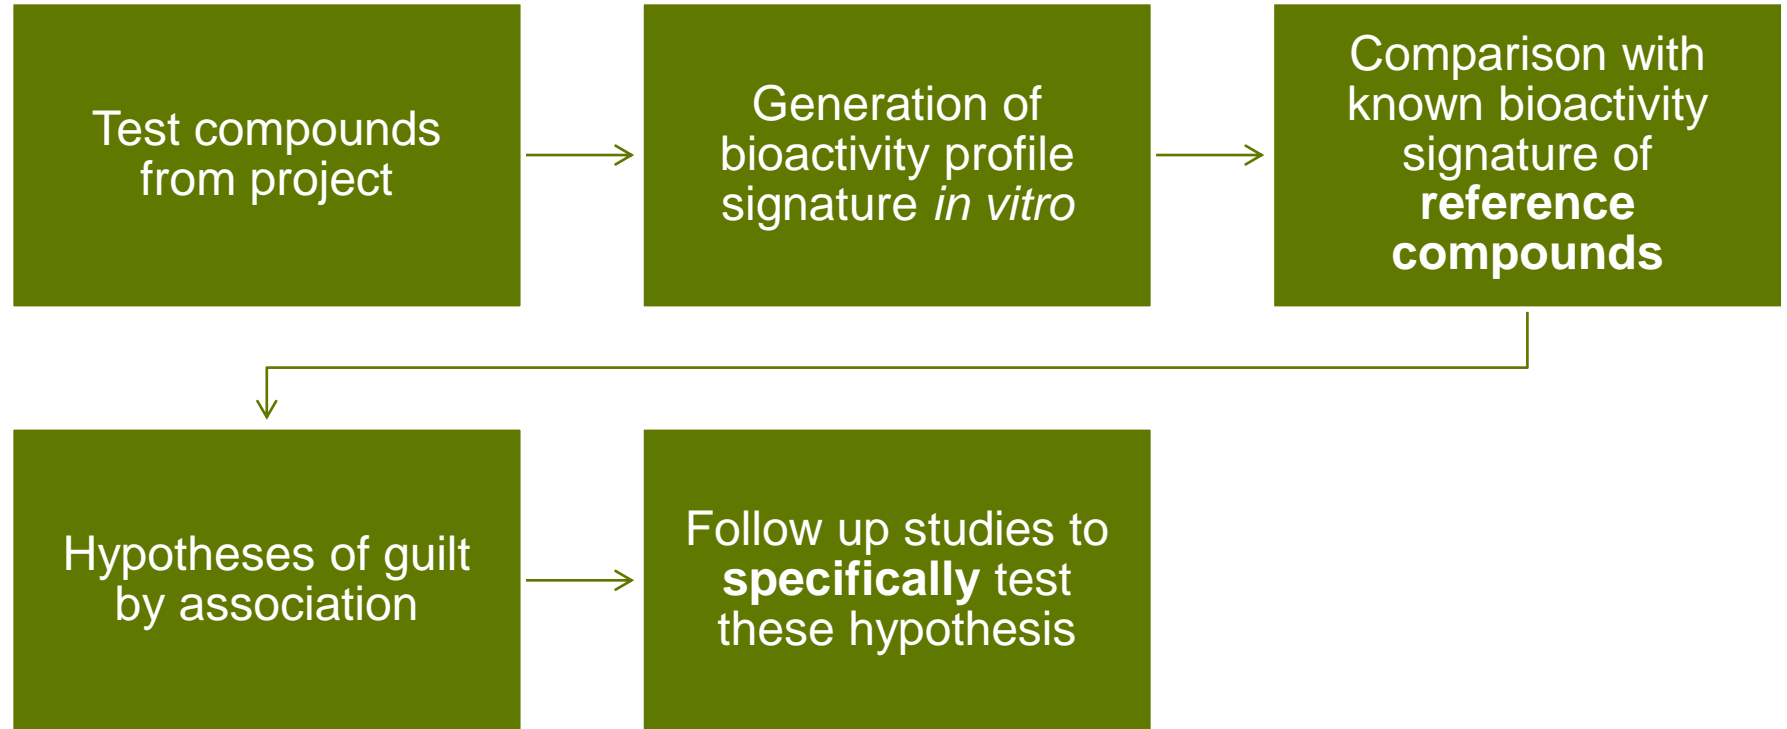 Test compounds
from project
Generation of
bioactivity profile
signature in vitro
Comparison with
known bioactivity
signature of
reference
compounds
Hypotheses of guilt
by association
Follow up studies to
specifically test
these hypothesis